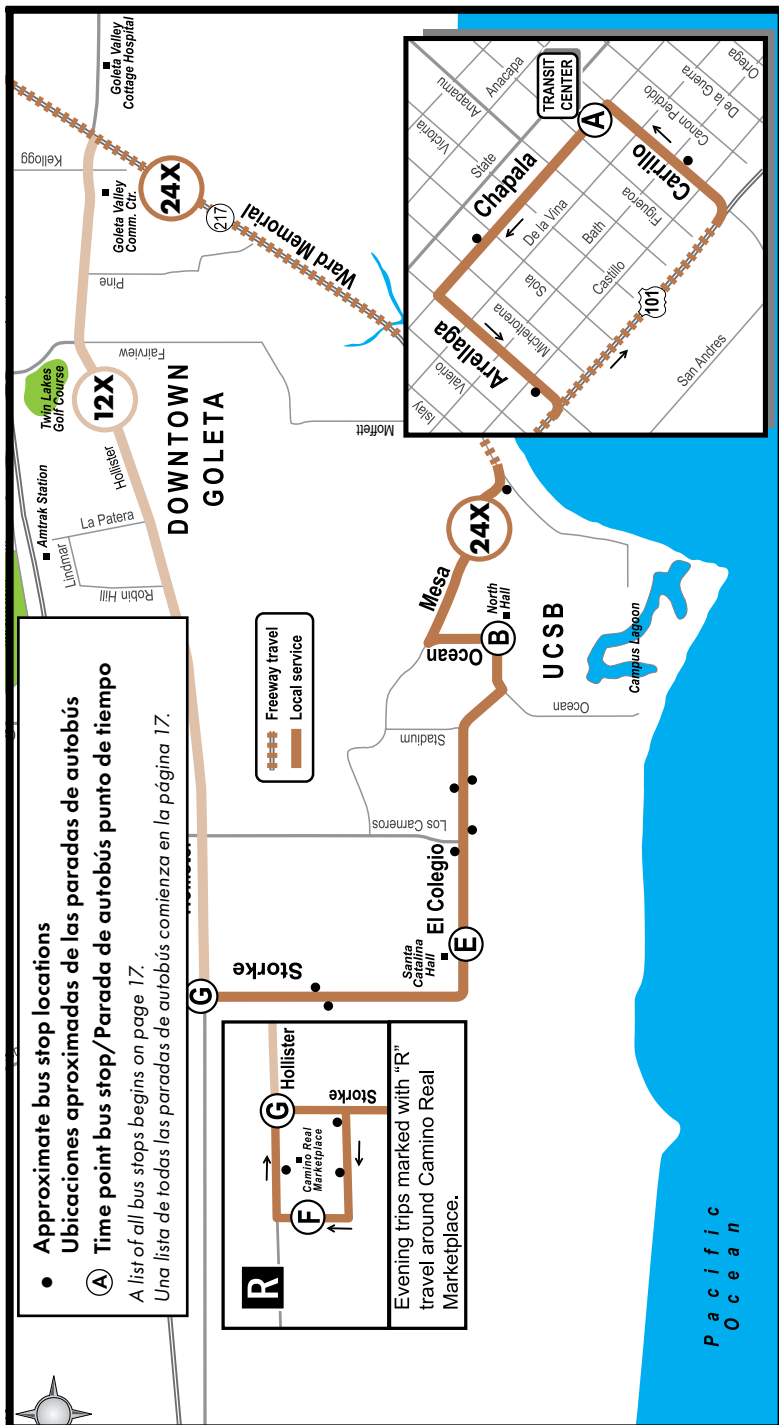 Approximate bus stop locations
Ubicaciones aproximadas de las paradas de autobús
A Time point bus stop/Parada de autobús punto de tiempo
A list of all bus stops begins on page 17.
Una lista de todas las paradas de autobús comienza en la página 17.
Goleta Valley
Cottage Hospital
Kellogg
Goleta Valley
Comm. Ctr.
24X
217
Ward Memorial
Pine
Fairview
Twin Lakes
Golf Course
12X
Hollister
Amtrak Station
La Patera
Lindmar
Robin Hill
DOWNTOWN
GOLETA
Moffett
Freeway travel
Local service
Hollister
G
Storke
Los Carneros
Stadium
El Colegio
Santa
Catalina
Hall
E
Mesa
24X
Ocean
B
North
Hall
UCSB
Ocean
Campus Lagoon
R
Hollister
G
Storke
Camino Real
Marketplace
F
Evening trips marked with “R”
travel around Camino Real
Marketplace.
TRANSIT
CENTER
A
Chapala
Carrillo
Arrellaga
101
Ortega
De la Guerra
Canon Perdido
Anacapa
Anapamu
Victoria
State
Figueroa
De la Vina
Bath
Sola
Castillo
Micheltorena
Valerio
Islay
San Andres
Pacific
Ocean